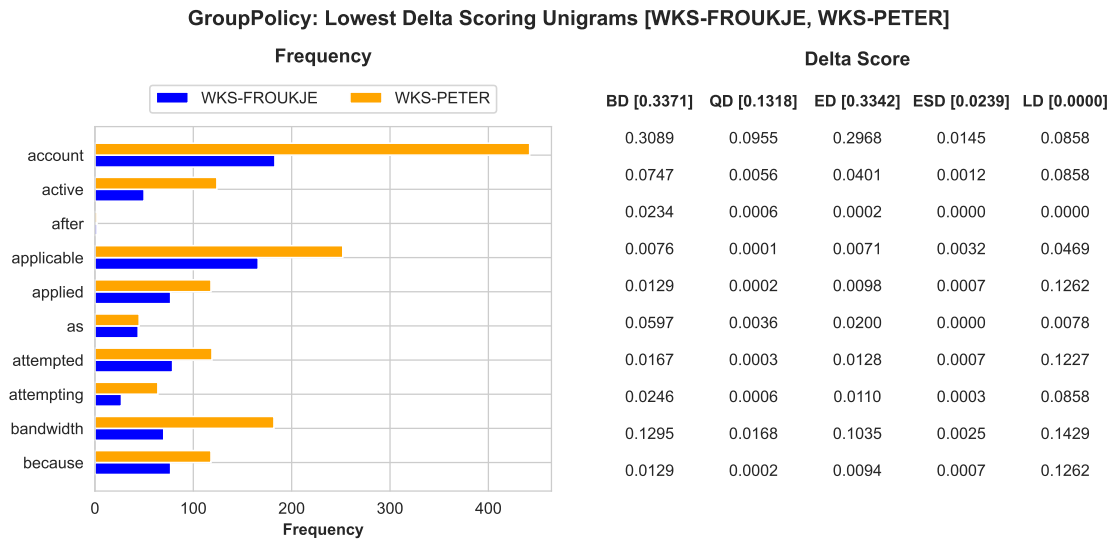 GroupPolicy: Lowest Delta Scoring Unigrams [WKS-FROUKJE, WKS-PETER]
Frequency
WKS-FROUKJE WKS-PETER
account
active
after
applicable
applied
as
attempted
attempting
bandwidth
because
0 100 200 300 400
Frequency
Delta Score
BD [0.3371] QD [0.1318] ED [0.3342] ESD [0.0239] LD [0.0000]
0.3089 0.0955 0.2968 0.0145 0.0858
0.0747 0.0056 0.0401 0.0012 0.0858
0.0234 0.0006 0.0002 0.0000 0.0000
0.0076 0.0001 0.0071 0.0032 0.0469
0.0129 0.0002 0.0098 0.0007 0.1262
0.0597 0.0036 0.0200 0.0000 0.0078
0.0167 0.0003 0.0128 0.0007 0.1227
0.0246 0.0006 0.0110 0.0003 0.0858
0.1295 0.0168 0.1035 0.0025 0.1429
0.0129 0.0002 0.0094 0.0007 0.1262